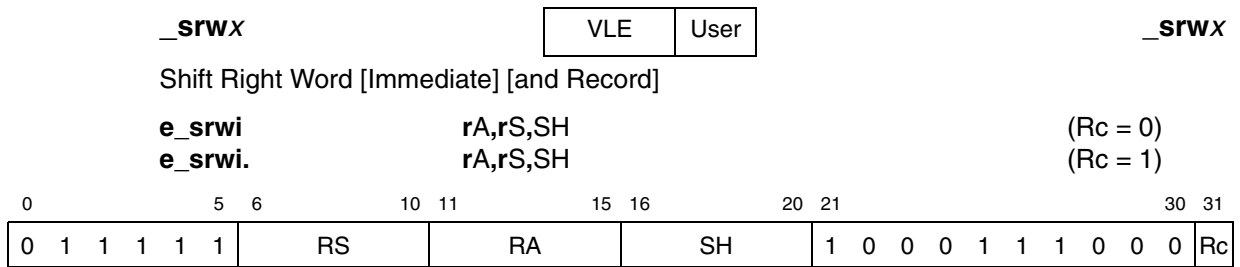 _srwx VLE User _srwx
Shift Right Word [Immediate] [and Record]
e_srwi rA,rS,SH (Rc = 0)
e_srwi. rA,rS,SH (Rc = 1)
0 5 6 10 11 15 16 20 21 30 31
0 1 1 1 1 1 RS RA SH 1 0 0 0 1 1 1 0 0 0 Rc